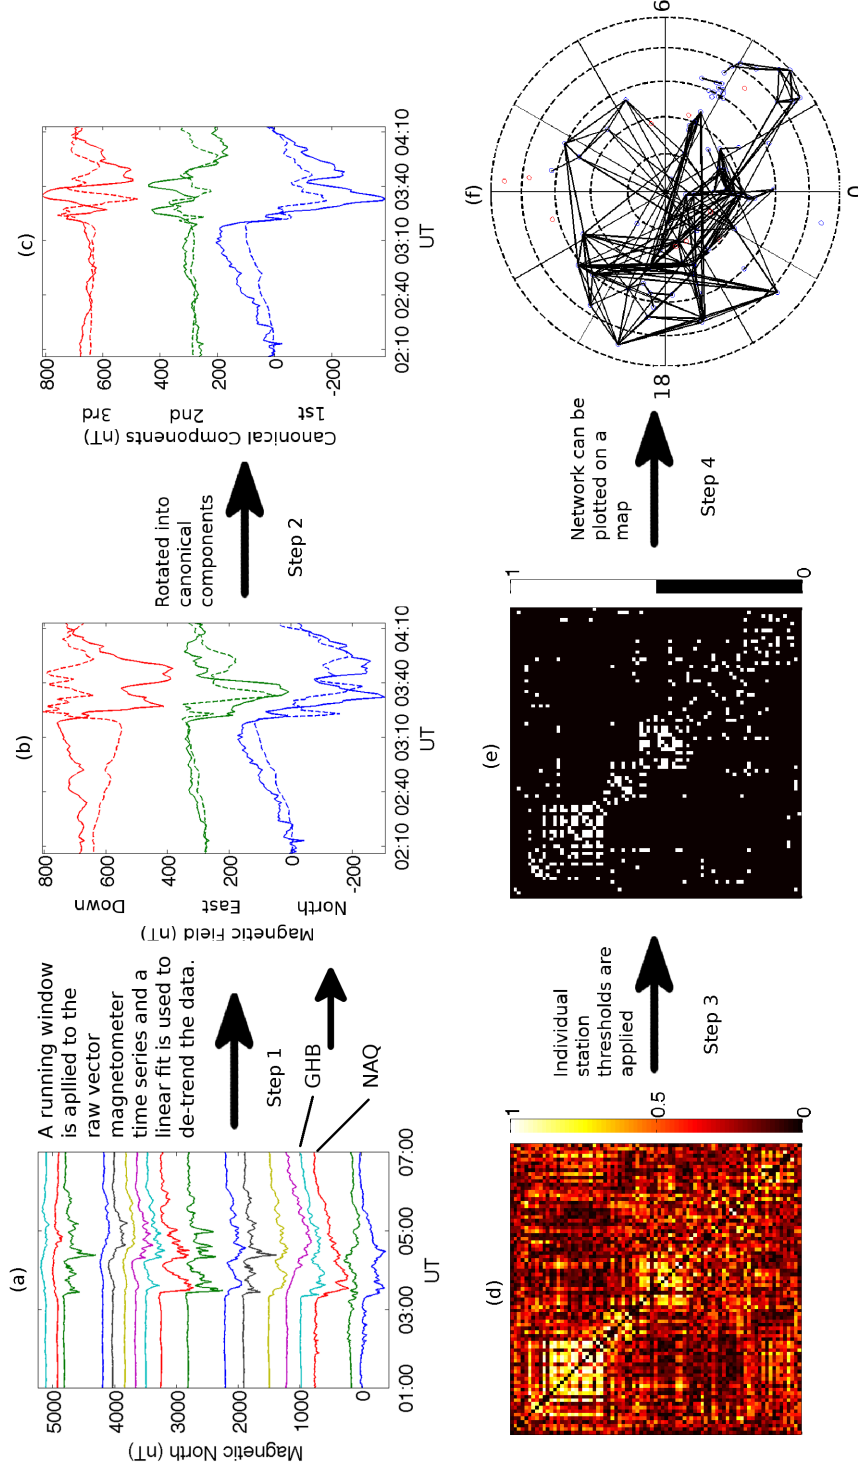 (a)
5000
4000
3000
2000
1000
0
Magnetic North (nT)
01:00
03:00
05:00
07:00
UT
A running window
is apllied to the
raw vector
magnetometer
time series and a
linear fit is used to
de-trend the data.
Step 1
GHB
NAQ
(b)
800
600
400
200
0
-200
Down
East
North
Magnetic Field (nT)
02:10
02:40
03:10
03:40
04:10
UT
Rotated into
canonical
components
Step 2
(c)
800
600
400
200
0
-200
3rd
2nd
1st
Canonical Components (nT)
02:10
02:40
03:10
03:40
04:10
UT
(d)
1
0.5
0
Individual
station
thresholds are
applied
Step 3
(e)
1
0
Network can be
plotted on a
map
Step 4
(f)
18
6
0